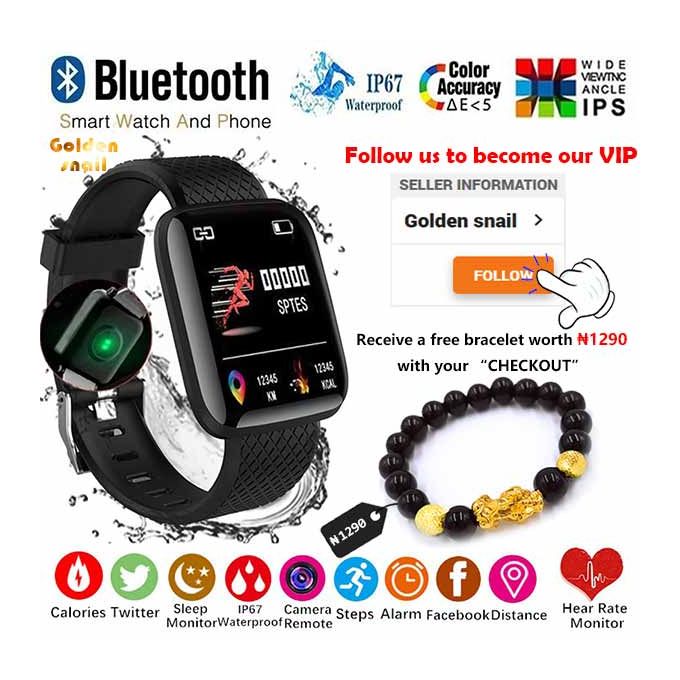 Bluetooth
Smart Watch And Phone
IP67
Waterproof
Color
Accuracy
ΔE<5
WIDE
VIEWTNC
ANGLE
IPS
Golden
snail
Follow us to become our VIP
SELLER INFORMATION
Golden snail >
FOLLOW
Receive a free bracelet worth ₦1290
with your “CHECKOUT”
00000
SPTES
12345
KM
12345
KCAL
₦1290
Calories
Twitter
Sleep
Monitor
IP67
Waterproof
Camera
Remote
Steps
Alarm
Facebook
Distance
Hear Rate
Monitor